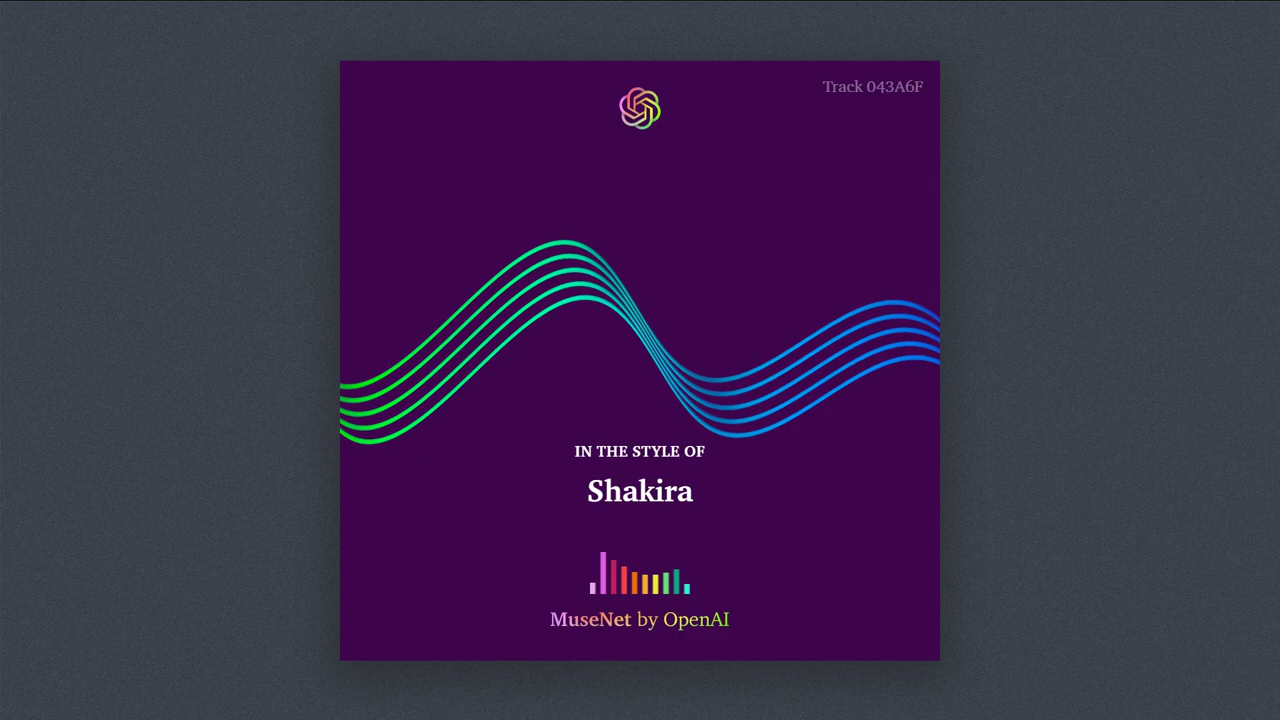 Track 043A6F
IN THE STYLE OF
Shakira
MuseNet by OpenAI